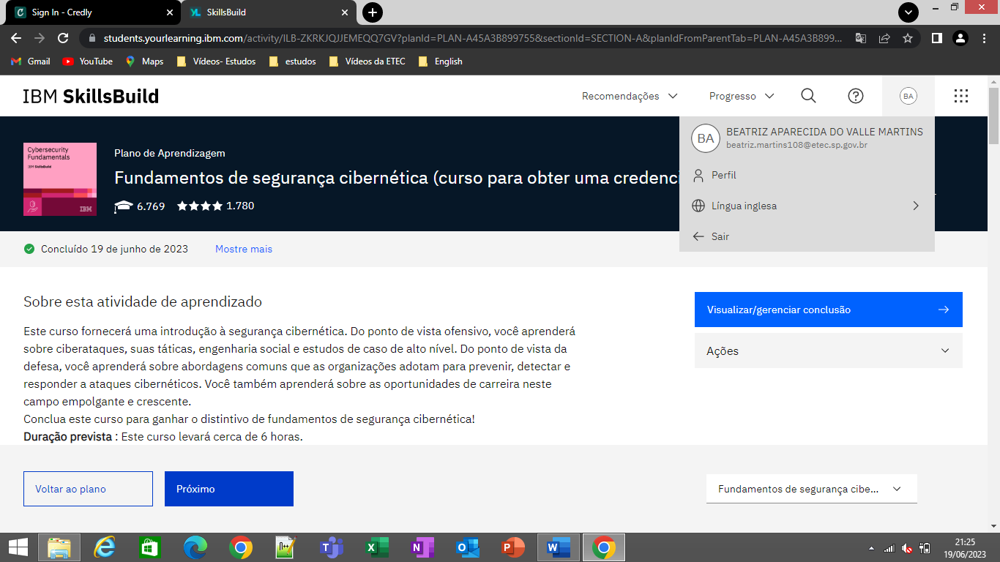 Sign In - Credly
SkillsBuild
students.yourlearning.ibm.com/activity/ILB-ZKRKJQJJEMEQQ7GV?planId=PLAN-A45A3B899755&sectionId=SECTION-A&planIdFromParentTab=PLAN-A45A3B899...
Gmail YouTube Maps Vídeos- Estudos estudos Vídeos da ETEC English
IBM SkillsBuild
Recomendações Progresso BA
BA BEATRIZ APARECIDA DO VALLE MARTINS
beatriz.martins108@etec.sp.gov.br
Perfil
Língua inglesa
Sair
Cybersecurity
Fundamentals
IBM SkillsBuild
IBM
Plano de Aprendizagem
Fundamentos de segurança cibernética (curso para obter uma credenci
6.769 1.780
Concluído 19 de junho de 2023 Mostre mais
Sobre esta atividade de aprendizado
Este curso fornecerá uma introdução à segurança cibernética. Do ponto de vista ofensivo, você aprenderá
sobre ciberataques, suas táticas, engenharia social e estudos de caso de alto nível. Do ponto de vista da
defesa, você aprenderá sobre abordagens comuns que as organizações adotam para prevenir, detectar e
responder a ataques cibernéticos. Você também aprenderá sobre as oportunidades de carreira neste
campo empolgante e crescente.
Conclua este curso para ganhar o distintivo de fundamentos de segurança cibernética!
Duração prevista : Este curso levará cerca de 6 horas.
Visualizar/gerenciar conclusão
Ações
Voltar ao plano
Próximo
Fundamentos de segurança cibe...
21:25
19/06/2023